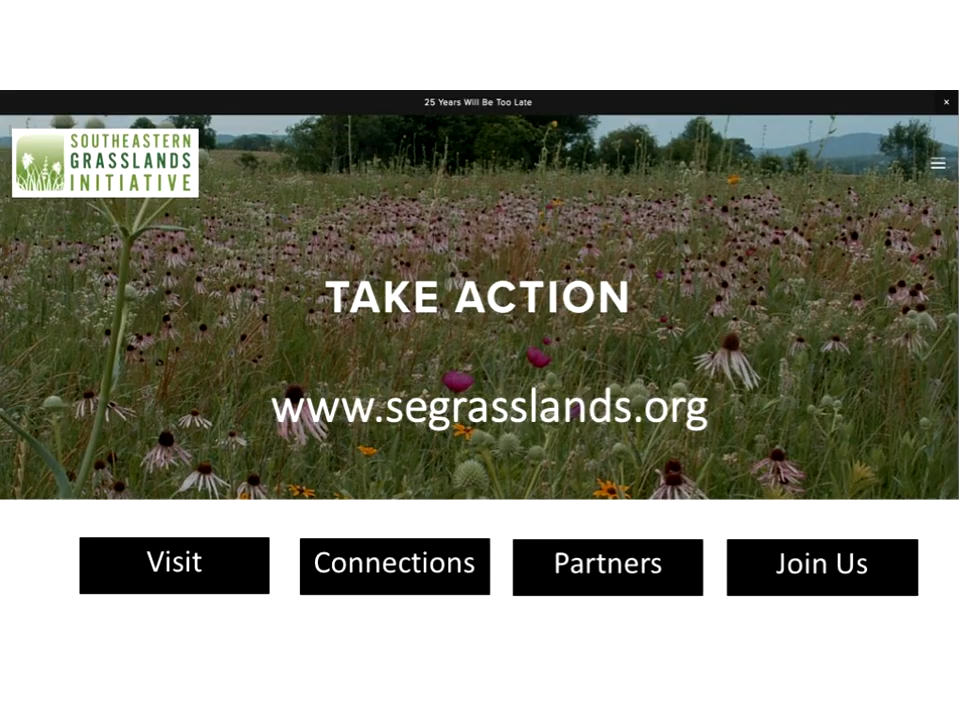 25 Years Will Be Too Late
SOUTHEASTERN
GRASSLANDS
INITIATIVE
TAKE ACTION
www.segrasslands.org
Visit
Connections
Partners
Join Us